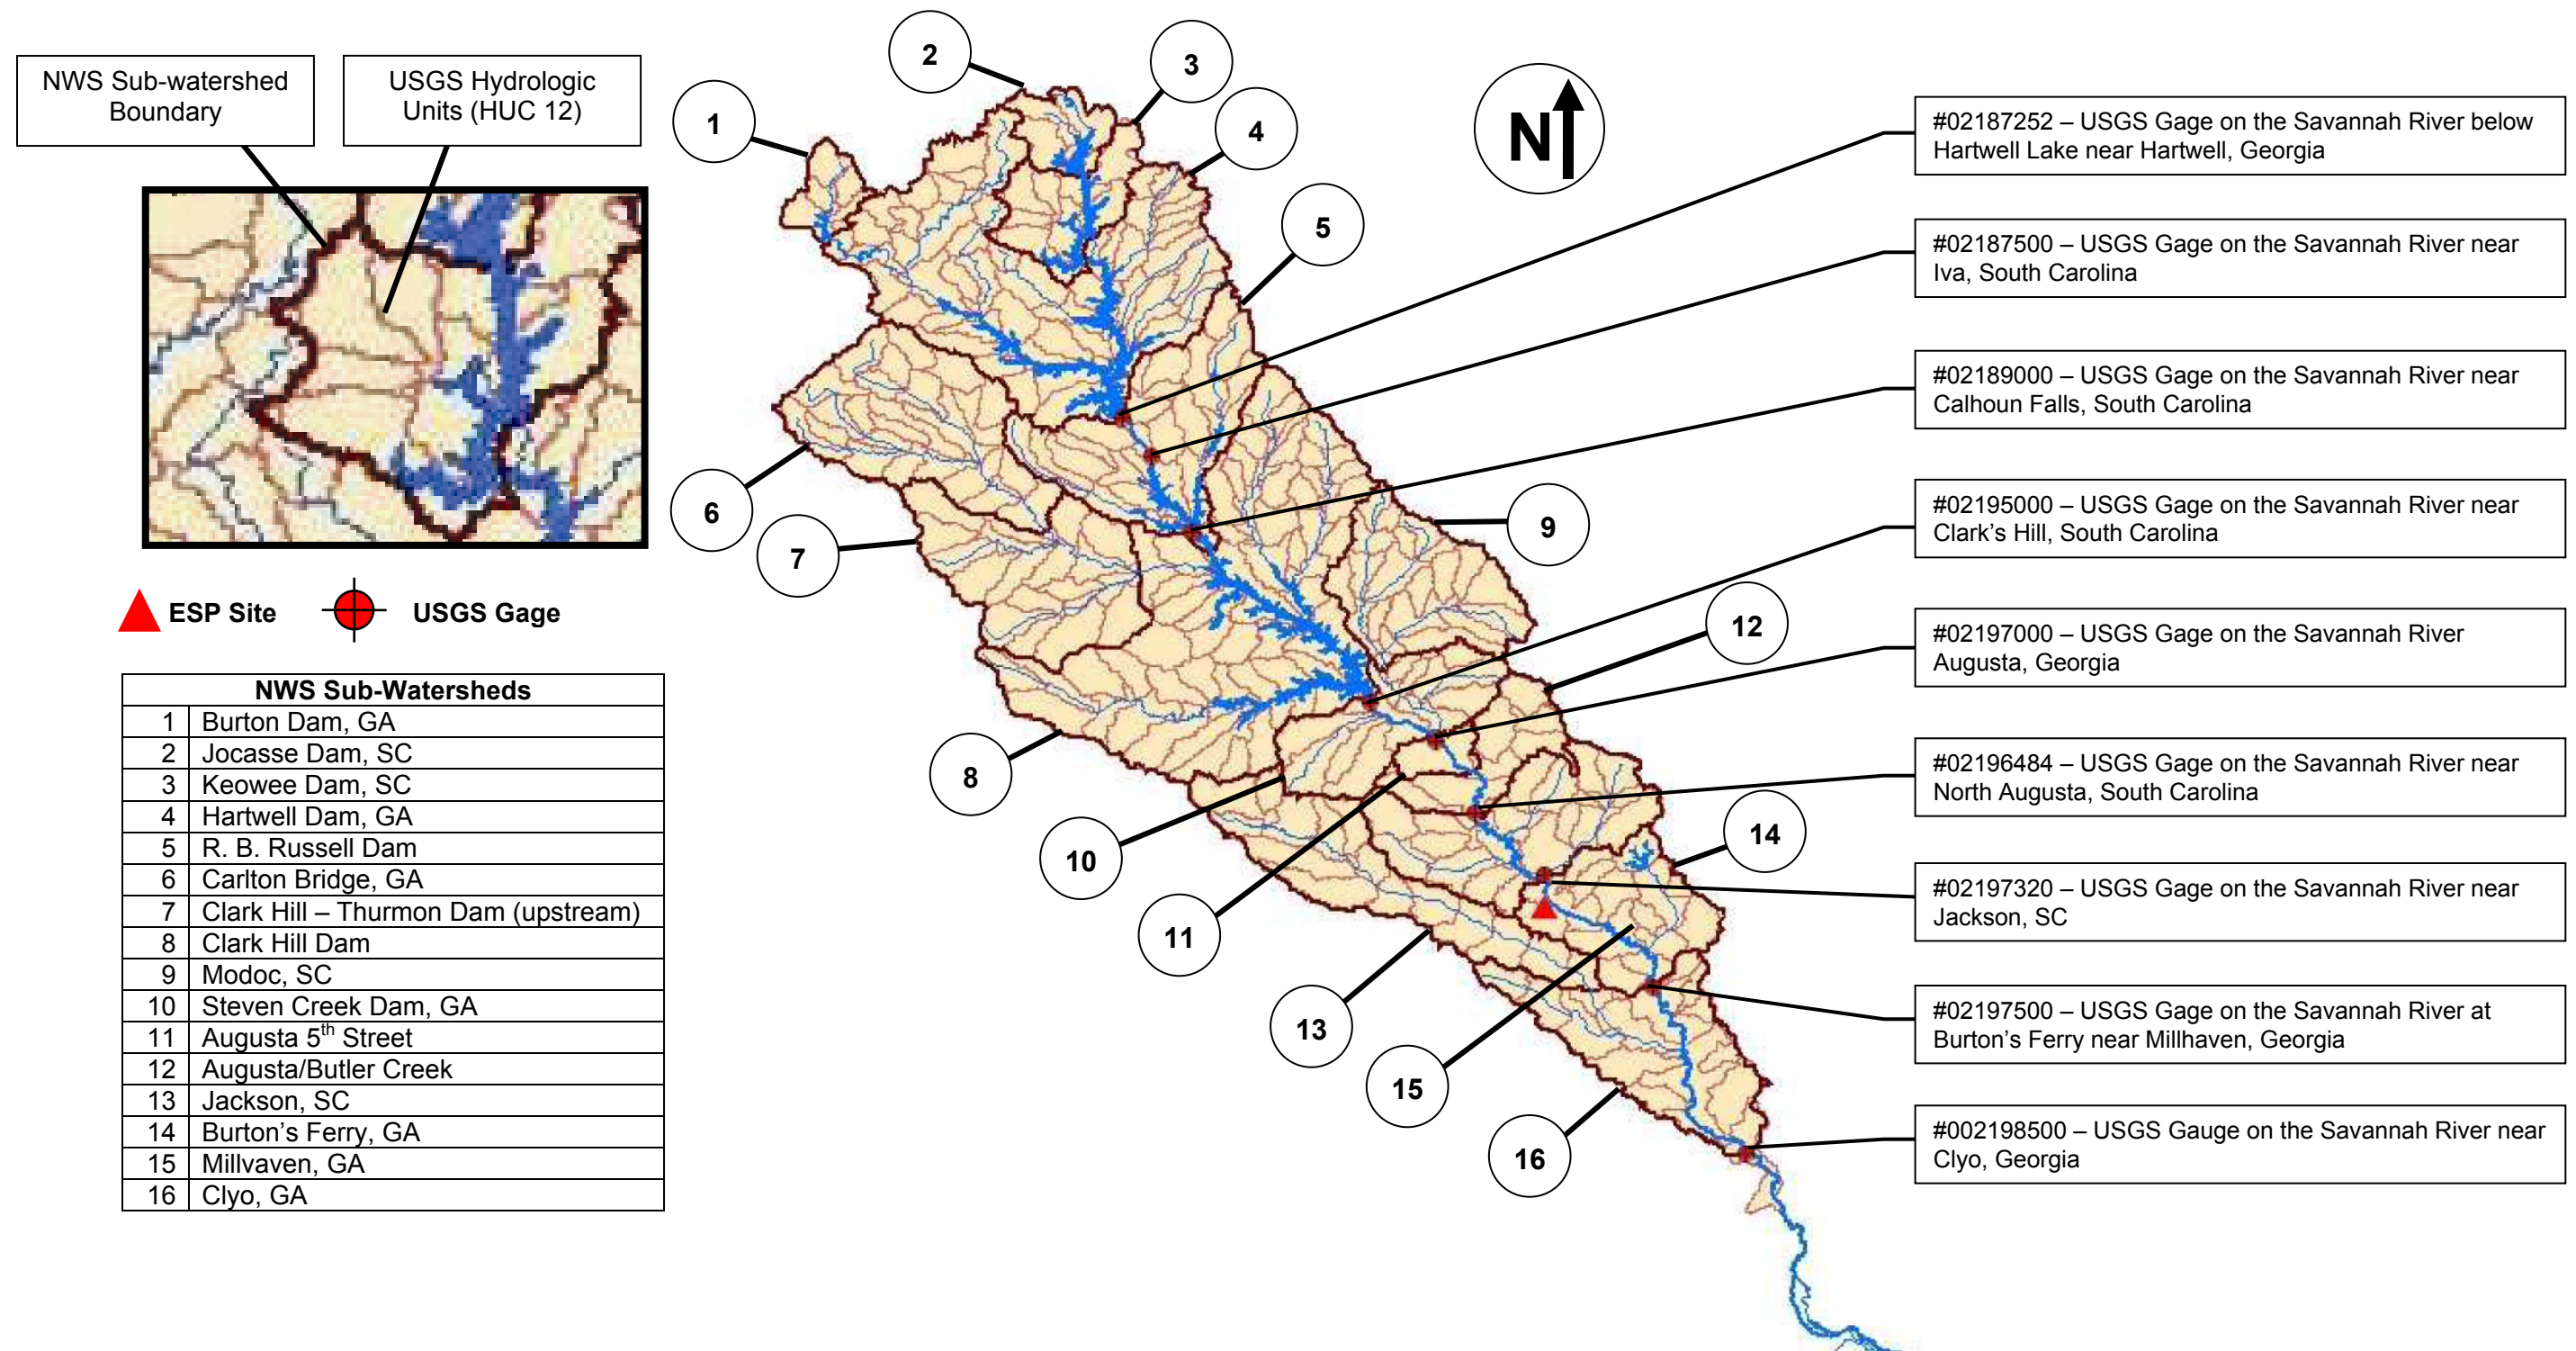 NWS Sub-watershed
Boundary
USGS Hydrologic
Units (HUC 12)
ESP Site
USGS Gage
NWS Sub-Watersheds
1 Burton Dam, GA
2 Jocasse Dam, SC
3 Keowee Dam, SC
4 Hartwell Dam, GA
5 R. B. Russell Dam
6 Carlton Bridge, GA
7 Clark Hill – Thurmon Dam (upstream)
8 Clark Hill Dam
9 Modoc, SC
10 Steven Creek Dam, GA
11 Augusta 5th Street
12 Augusta/Butler Creek
13 Jackson, SC
14 Burton's Ferry, GA
15 Millvaven, GA
16 Clyo, GA
1
2
3
4
5
6
7
8
9
10
11
12
13
14
15
16
N
#02187252 – USGS Gage on the Savannah River below
Hartwell Lake near Hartwell, Georgia
#02187500 – USGS Gage on the Savannah River near
Iva, South Carolina
#02189000 – USGS Gage on the Savannah River near
Calhoun Falls, South Carolina
#02195000 – USGS Gage on the Savannah River near
Clark's Hill, South Carolina
#02197000 – USGS Gage on the Savannah River
Augusta, Georgia
#02196484 – USGS Gage on the Savannah River near
North Augusta, South Carolina
#02197320 – USGS Gage on the Savannah River near
Jackson, SC
#02197500 – USGS Gage on the Savannah River at
Burton's Ferry near Millhaven, Georgia
#002198500 – USGS Gauge on the Savannah River near
Clyo, Georgia